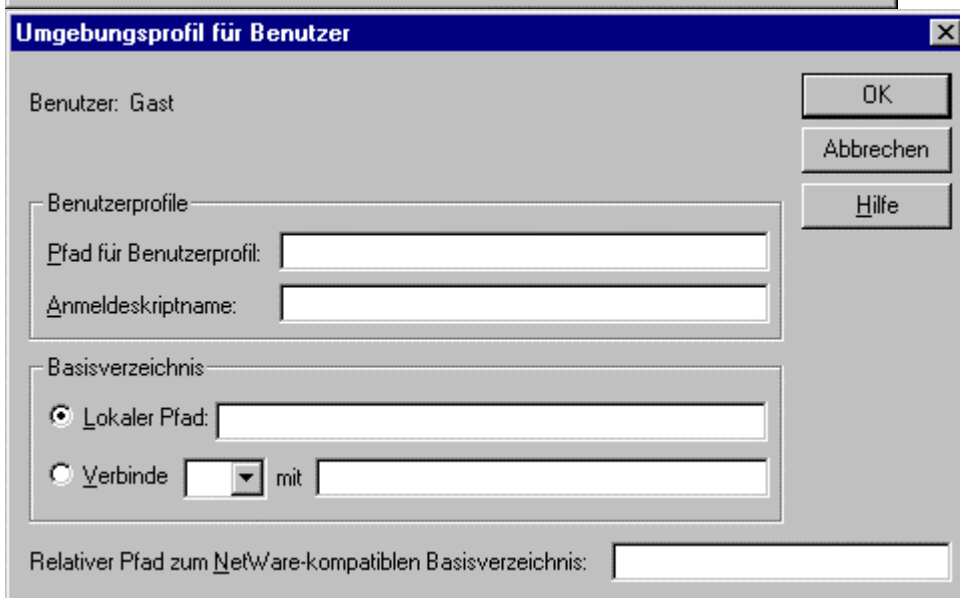 Umgebungsprofil für Benutzer
Benutzer: Gast
OK
Abbrechen
Hilfe
Benutzerprofile
Pfad für Benutzerprofil:
Anmeldeskriptname:
Basisverzeichnis
Lokaler Pfad:
Verbinde mit
Relativer Pfad zum NetWare-kompatiblen Basisverzeichnis: